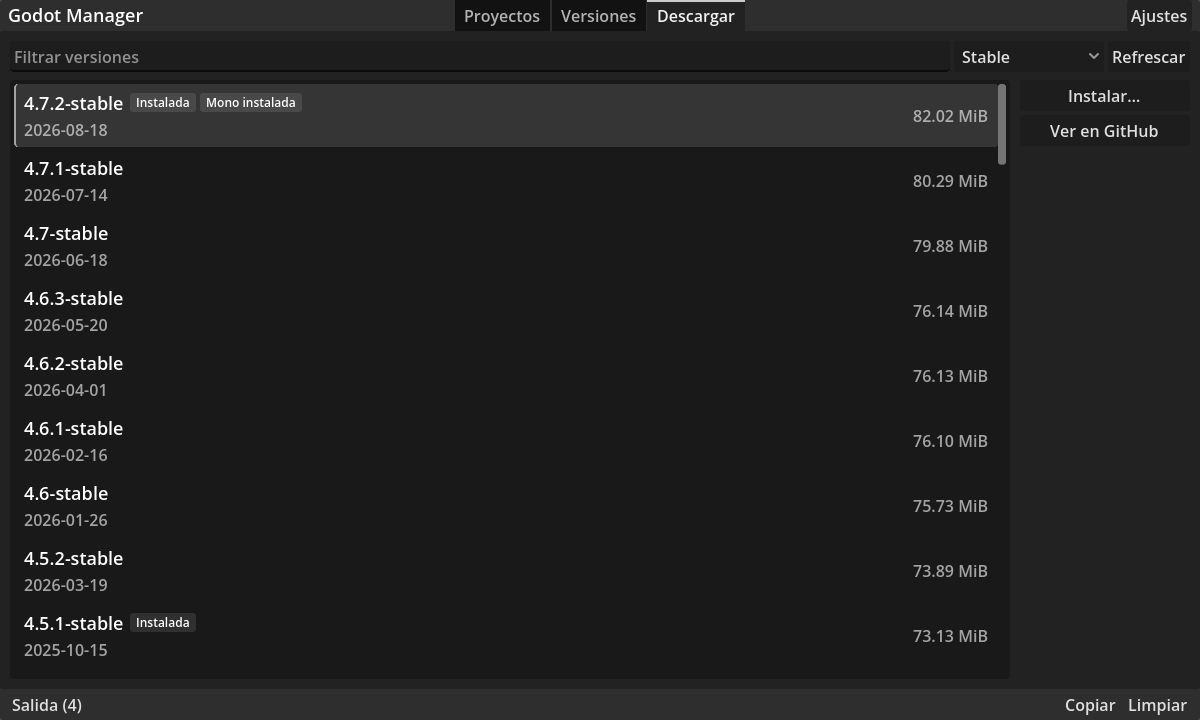 Godot Manager Proyectos Versiones Descargar Ajustes
Filtrar versiones Stable Refrescar
4.7.2-stable Instalada Mono instalada
2026-08-18
82.02 MiB
4.7.1-stable
2026-07-14
80.29 MiB
4.7-stable
2026-06-18
79.88 MiB
4.6.3-stable
2026-05-20
76.14 MiB
4.6.2-stable
2026-04-01
76.13 MiB
4.6.1-stable
2026-02-16
76.10 MiB
4.6-stable
2026-01-26
75.73 MiB
4.5.2-stable
2026-03-19
73.89 MiB
4.5.1-stable Instalada
2025-10-15
73.13 MiB
Instalar...
Ver en GitHub
Salida (4) Copiar Limpiar